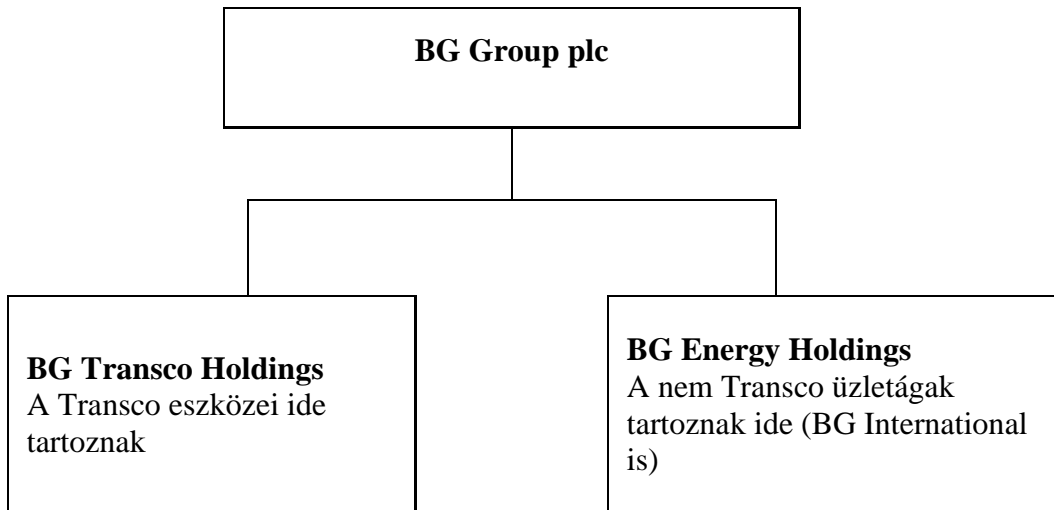 BG Group plc
BG Transco Holdings
A Transco eszközei ide
tartoznak
BG Energy Holdings
A nem Transco üzletágak
tartoznak ide (BG International
is)